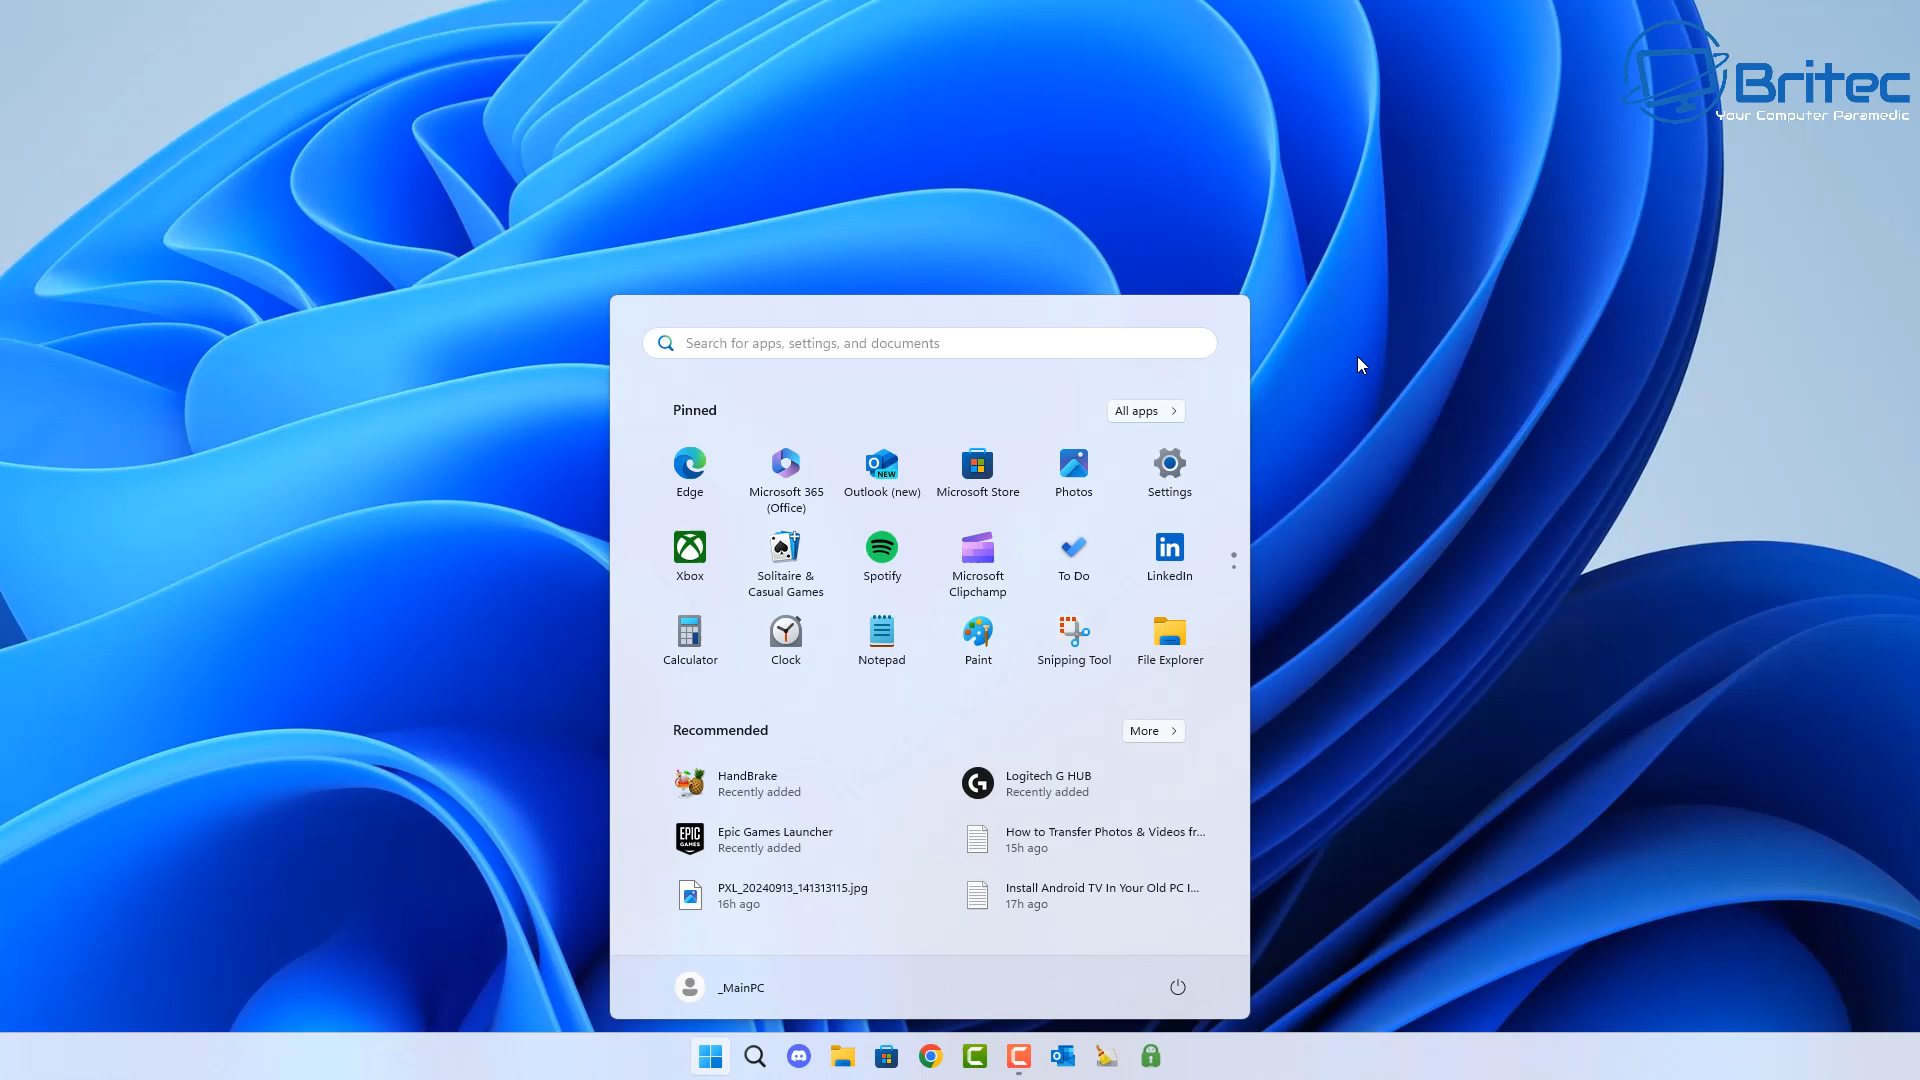 Britec
Your Computer Paramedic
Search for apps, settings, and documents
Pinned
All apps
Edge
Microsoft 365
(Office)
Outlook (new)
Microsoft Store
Photos
Settings
Xbox
Solitaire &
Casual Games
Spotify
Microsoft
Clipchamp
To Do
LinkedIn
Calculator
Clock
Notepad
Paint
Snipping Tool
File Explorer
Recommended
More
HandBrake
Recently added
Logitech G HUB
Recently added
EPIC
GAMES
Epic Games Launcher
Recently added
How to Transfer Photos & Videos fr...
15h ago
PXL_20240913_141313115.jpg
16h ago
Install Android TV In Your Old PC I...
17h ago
_MainPC